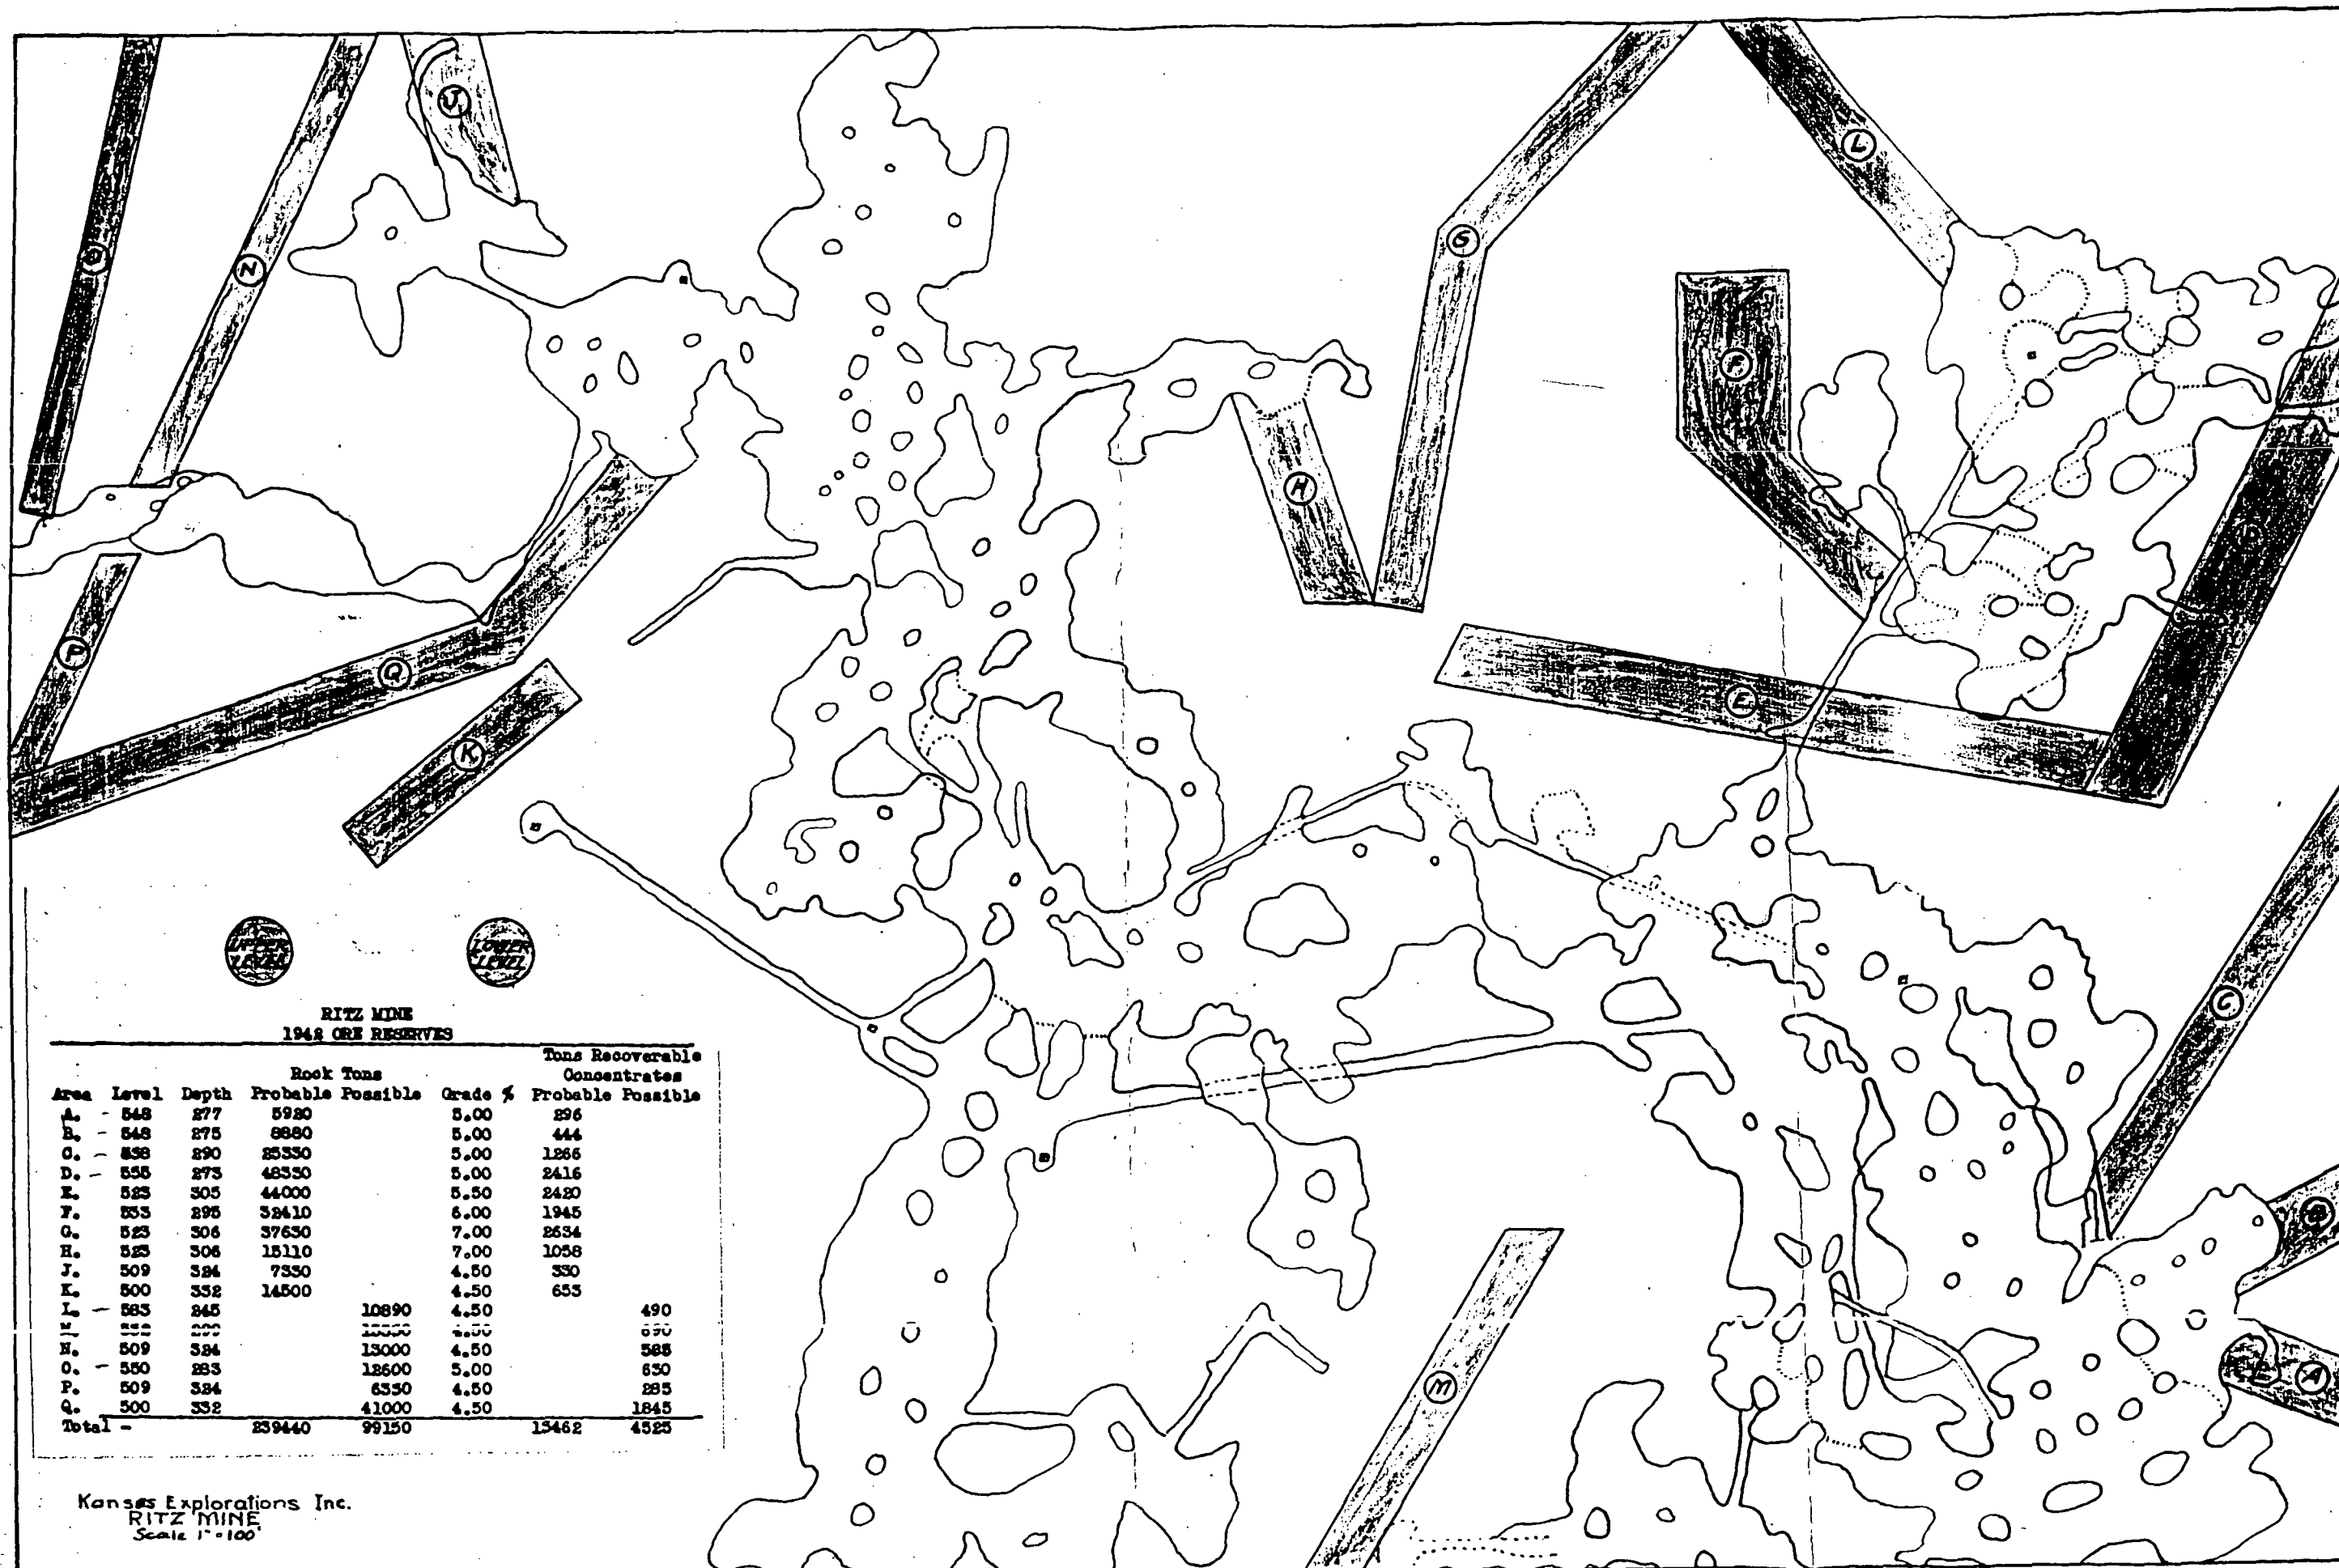 O
N
J
L
G
F
H
D
P
Q
E
K
C
B
M
A
UPPER
LEVEL
LOWER
LEVEL
RITZ MINE
1942 ORE RESERVES
Tons Recoverable
Rock Tons Concentrates
Area Level Depth Probable Possible Grade % Probable Possible
A. - 548 277 5920 5.00 296
B. - 548 275 8880 5.00 444
C. - 538 290 25330 5.00 1266
D. - 555 273 48330 5.00 2416
E. 523 305 44000 5.50 2420
F. 533 295 32410 6.00 1945
G. 523 306 37630 7.00 2634
H. 523 306 15110 7.00 1058
J. 509 324 7330 4.50 330
K. 500 332 14500 4.50 653
L. - 583 245 10890 4.50 490
N. 509 324 13000 4.50 585
O. - 550 283 12600 5.00 630
P. 509 324 6330 4.50 285
Q. 500 332 41000 4.50 1845
Total - 239440 99150 13462 4525
Kansas Explorations Inc.
RITZ MINE
Scale 1"=100'